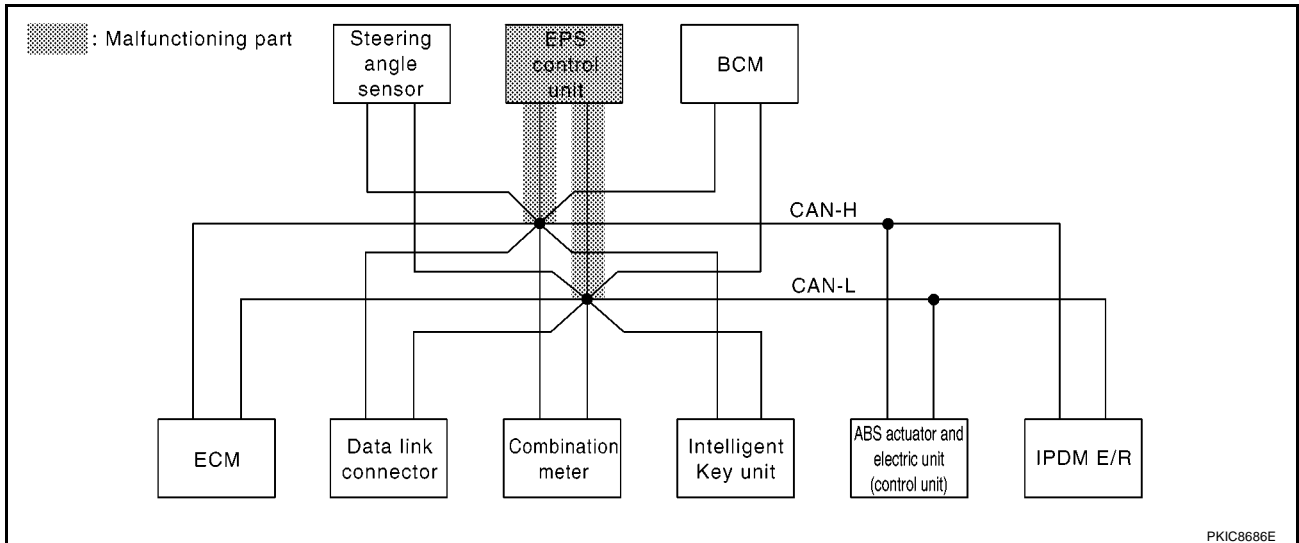 : Malfunctioning part
Steering
angle
sensor
EPS
control
unit
BCM
CAN-H
CAN-L
ECM
Data link
connector
Combination
meter
Intelligent
Key unit
ABS actuator and
electric unit
(control unit)
IPDM E/R
PKIC8686E